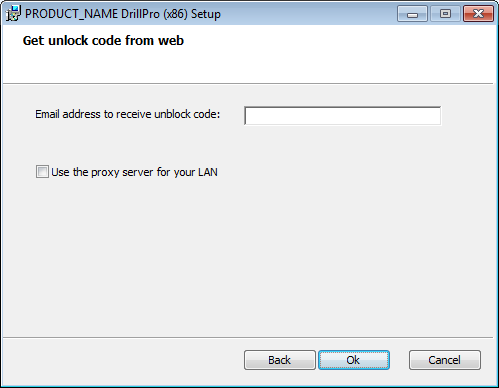 PRODUCT_NAME DrillPro (x86) Setup
Get unlock code from web
Email address to receive unblock code:
Use the proxy server for your LAN
Back Ok Cancel